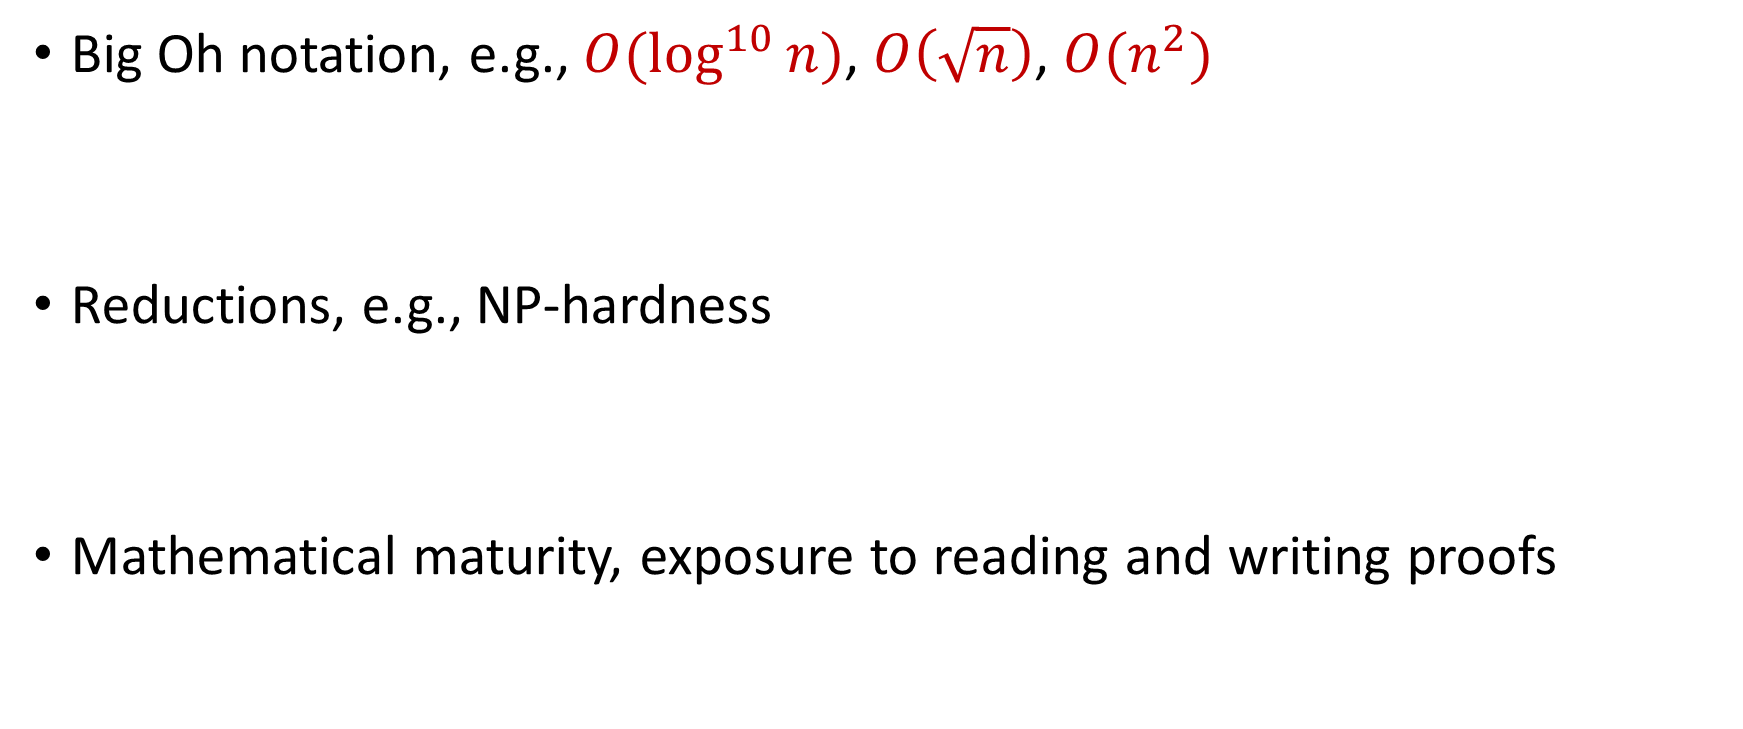 • Big Oh notation, e.g., O(log¹⁰ n), O(√n), O(n²)
• Reductions, e.g., NP-hardness
• Mathematical maturity, exposure to reading and writing proofs